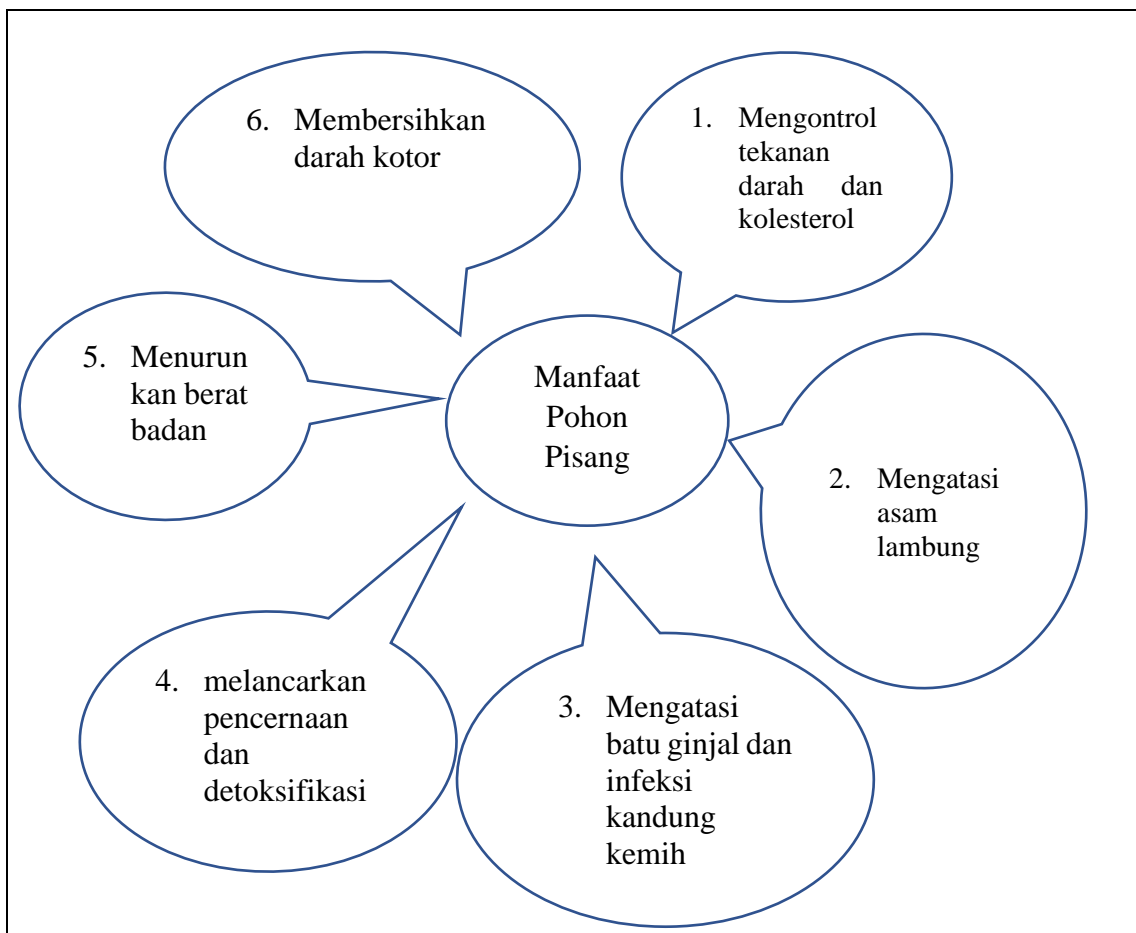 Manfaat
Pohon
Pisang
1. Mengontrol
tekanan
darah dan
kolesterol
2. Mengatasi
asam
lambung
3. Mengatasi
batu ginjal dan
infeksi
kandung
kemih
4. melancarkan
pencernaan
dan
detoksifikasi
5. Menurun
kan berat
badan
6. Membersihkan
darah kotor